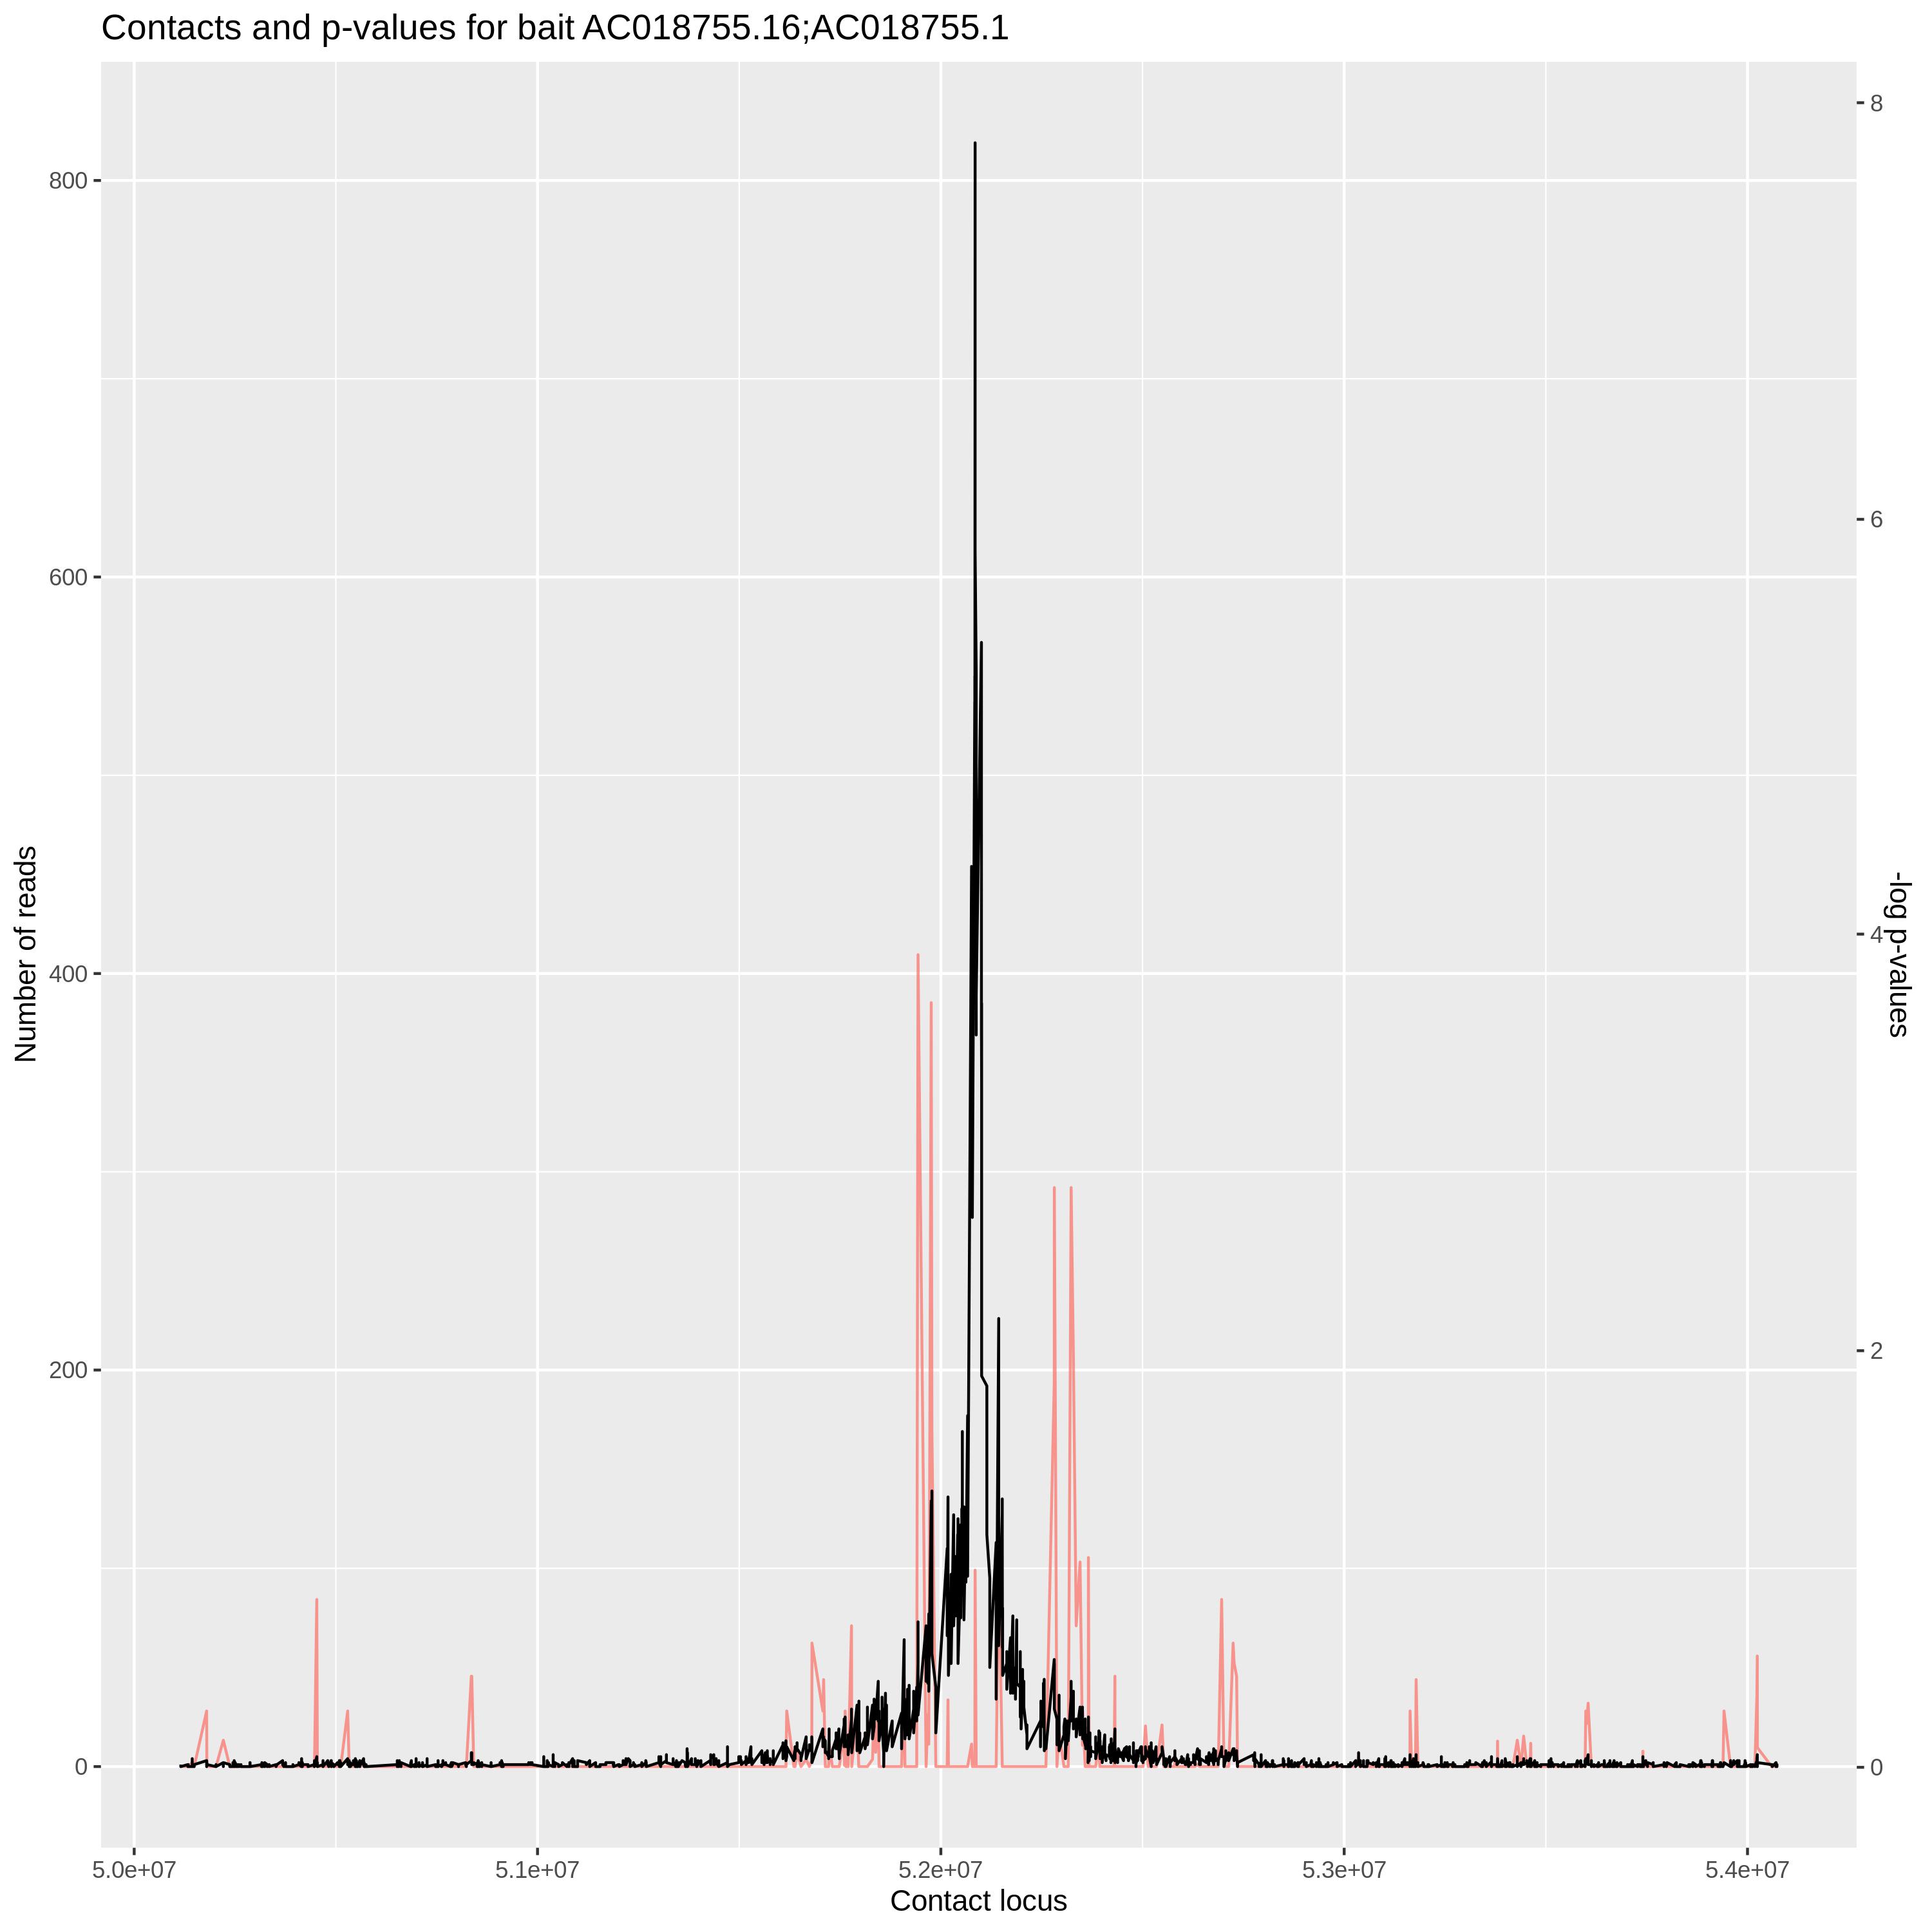 Contacts and p-values for bait AC018755.16;AC018755.1
8
800
6
600
Number of reads
-log p-values
4
400
2
200
0
0
5.0e+07 5.1e+07 5.2e+07 5.3e+07 5.4e+07
Contact locus